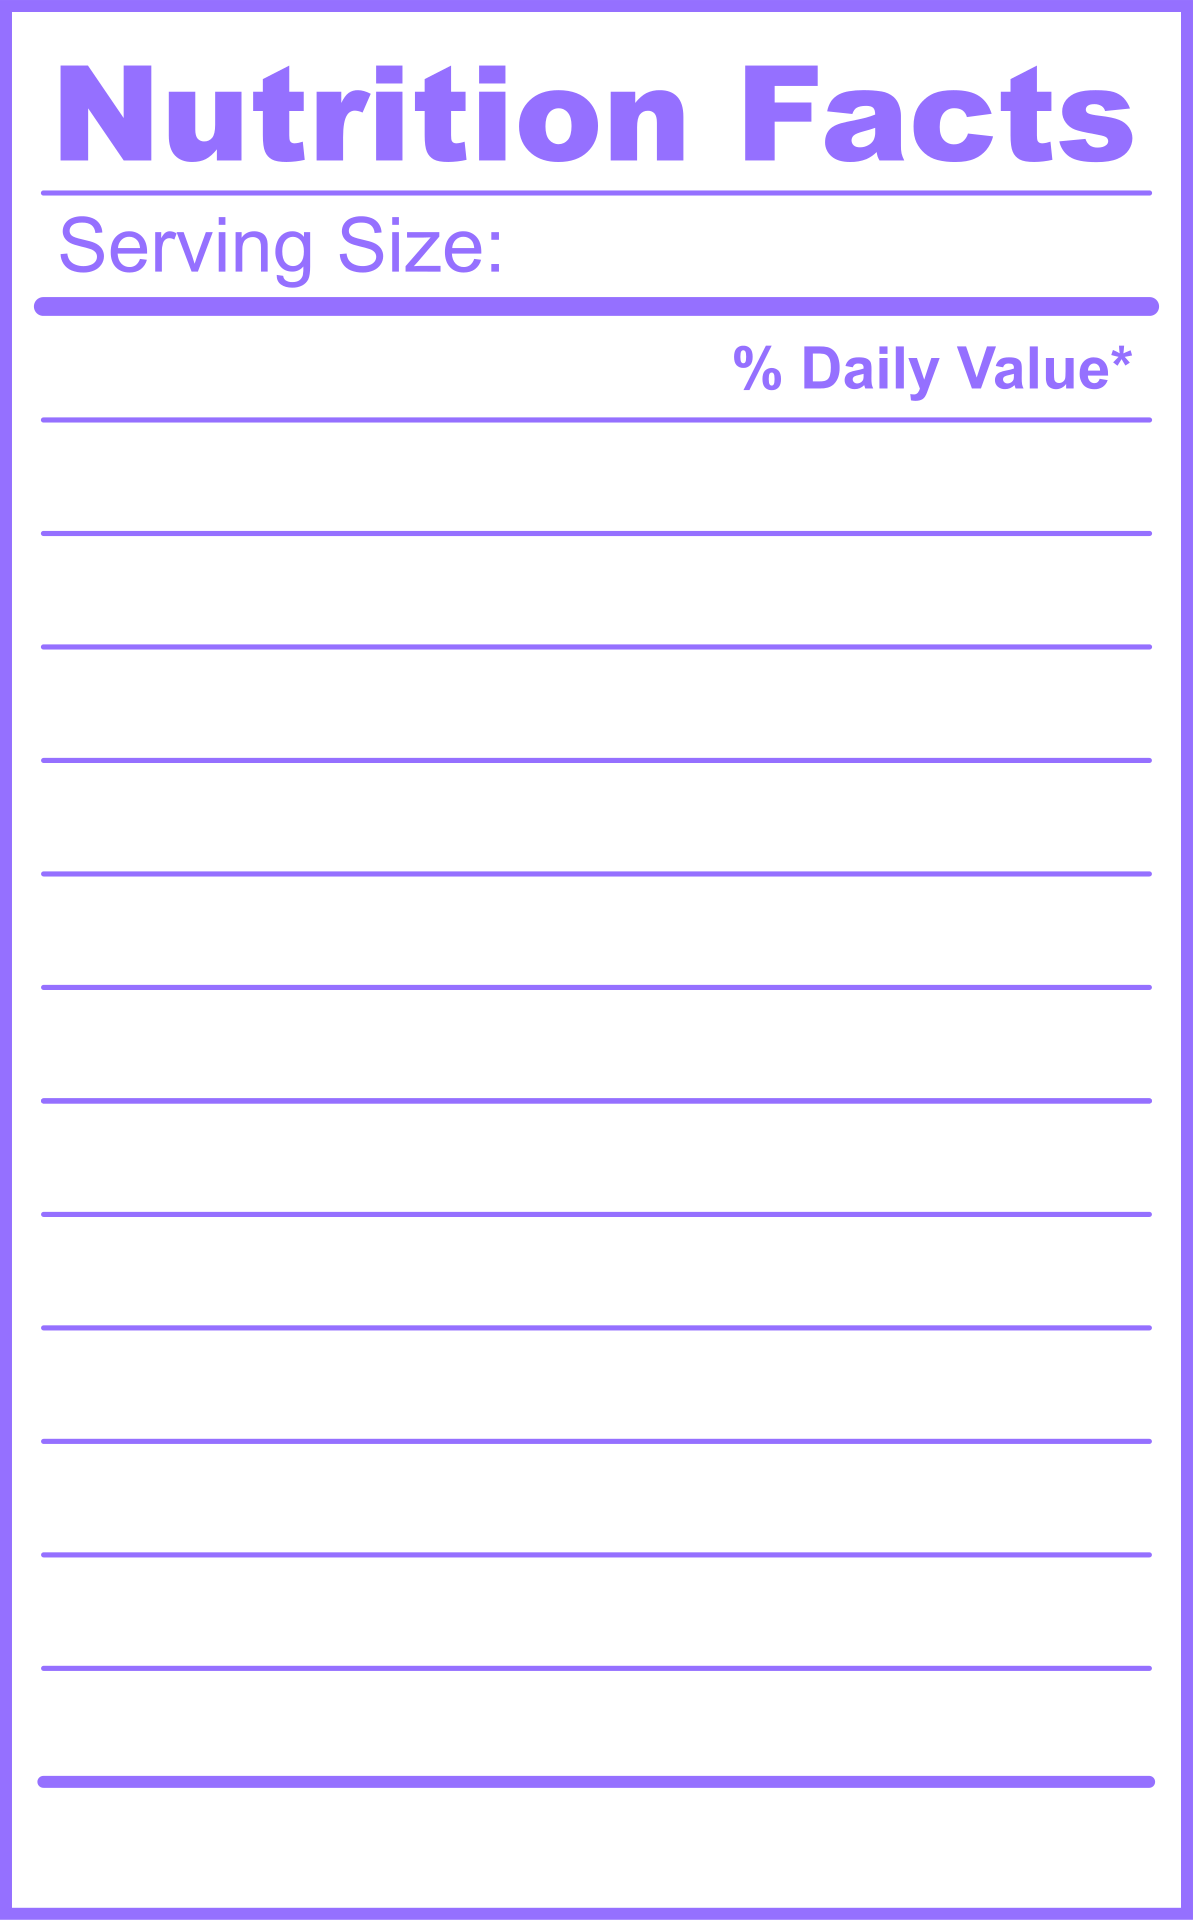 Nutrition Facts
Serving Size:
% Daily Value*